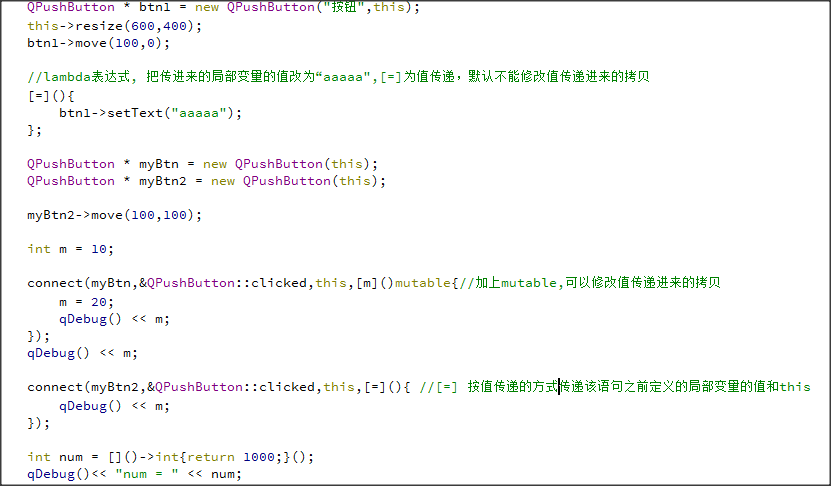 QPushButton * btn1 = new QPushButton("按钮",this);
this->resize(600,400);
btn1->move(100,0);
//lambda表达式, 把传进来的局部变量的值改为“aaaaa",[=]为值传递，默认不能修改值传递进来的拷贝
[=](){
btn1->setText("aaaaa");
};
QPushButton * myBtn = new QPushButton(this);
QPushButton * myBtn2 = new QPushButton(this);
myBtn2->move(100,100);
int m = 10;
connect(myBtn,&QPushButton::clicked,this,[m]()mutable{//加上mutable,可以修改值传递进来的拷贝
m = 20;
qDebug() << m;
});
qDebug() << m;
connect(myBtn2,&QPushButton::clicked,this,[=](){ //[=] 按值传递的方式传递该语句之前定义的局部变量的值和this
qDebug() << m;
});
int num = []()->int{return 1000;}();
qDebug()<< "num = " << num;